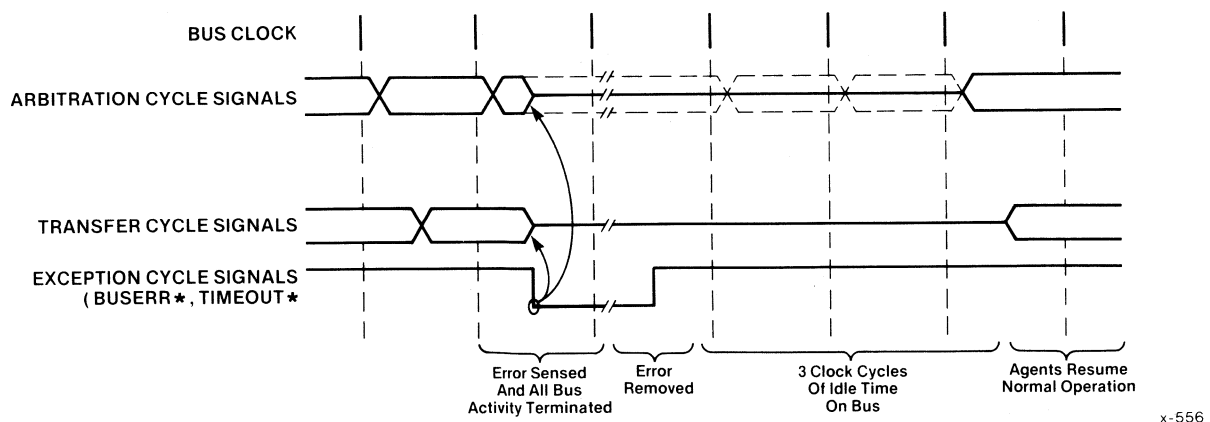 BUS CLOCK
ARBITRATION CYCLE SIGNALS
TRANSFER CYCLE SIGNALS
EXCEPTION CYCLE SIGNALS
( BUSERR*, TIMEOUT*
Error Sensed
And All Bus
Activity Terminated
Error
Removed
3 Clock Cycles
Of Idle Time
On Bus
Agents Resume
Normal Operation
x-556